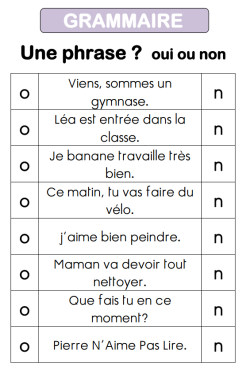 GRAMMAIRE
Une phrase ? oui ou non
o Viens, sommes un n
gymnase.
o Léa est entrée dans la n
classe.
o Je banane travaille très n
bien.
o Ce matin, tu vas faire du n
vélo.
o j'aime bien peindre. n
o Maman va devoir tout n
nettoyer.
o Que fais tu en ce n
moment?
o Pierre N'Aime Pas Lire. n